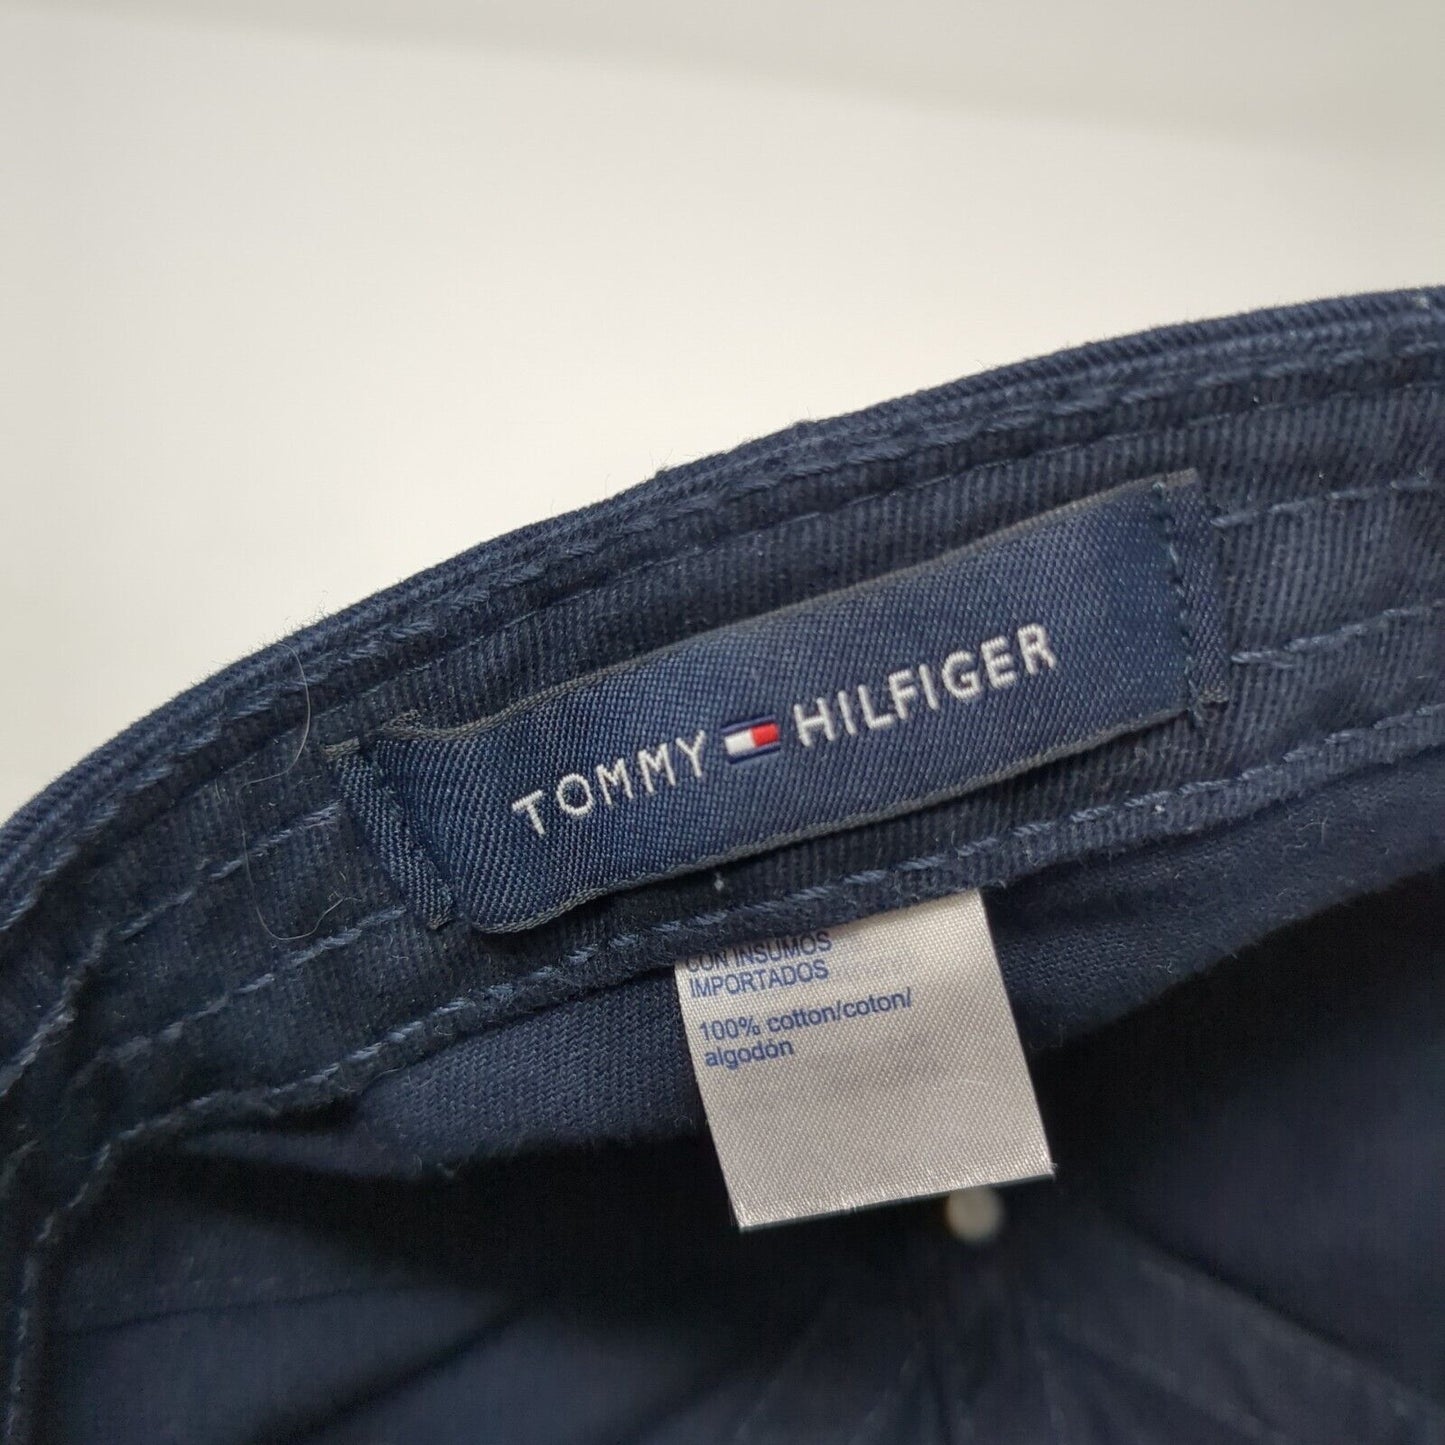 TOMMY HILFIGER
CON INSUMOS
IMPORTADOS
100% cotton/coton/
algodón